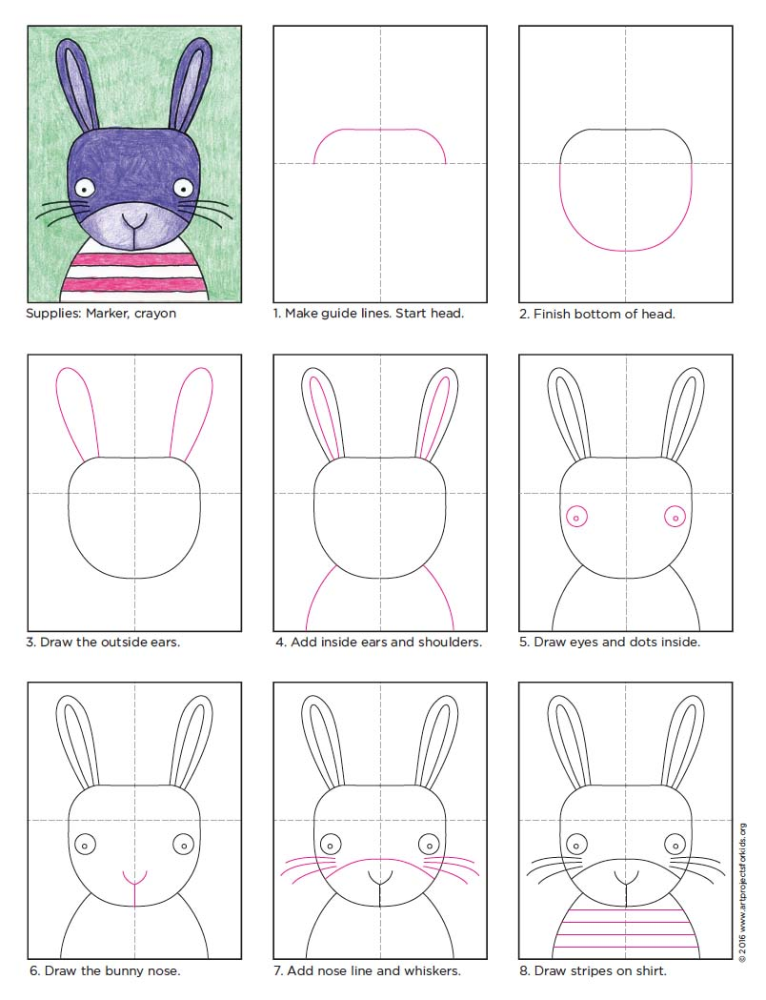 Supplies: Marker, crayon
1. Make guide lines. Start head.
2. Finish bottom of head.
3. Draw the outside ears.
4. Add inside ears and shoulders.
5. Draw eyes and dots inside.
6. Draw the bunny nose.
7. Add nose line and whiskers.
8. Draw stripes on shirt.
© 2016 www.artprojectsforkids.org